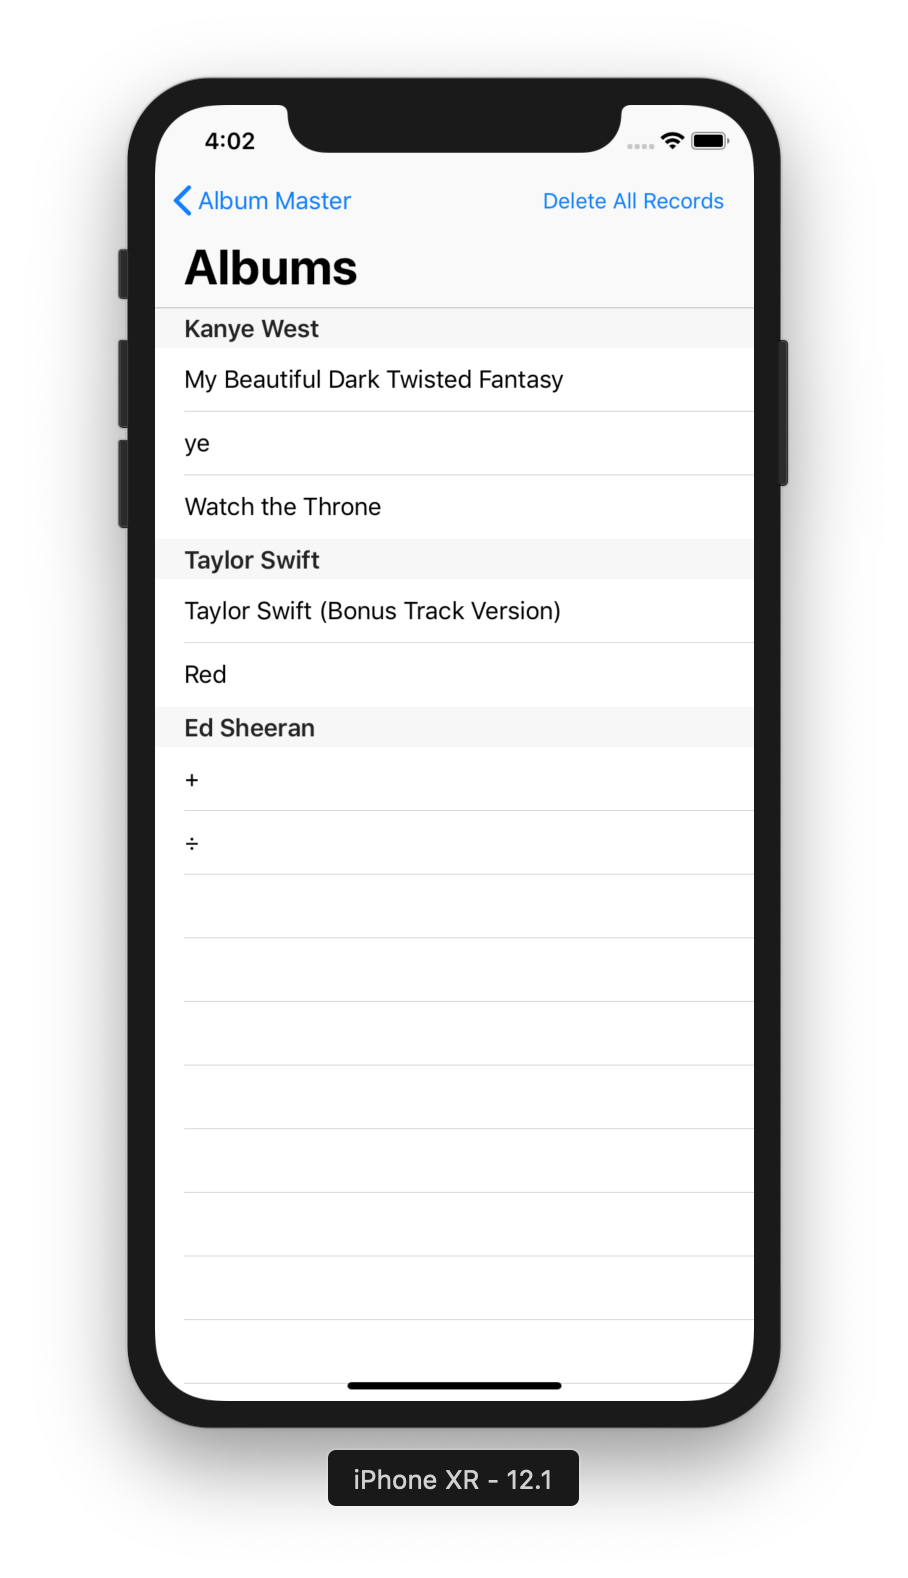 4:02
Album Master
Delete All Records
Albums
Kanye West
My Beautiful Dark Twisted Fantasy
ye
Watch the Throne
Taylor Swift
Taylor Swift (Bonus Track Version)
Red
Ed Sheeran
+
÷
iPhone XR - 12.1